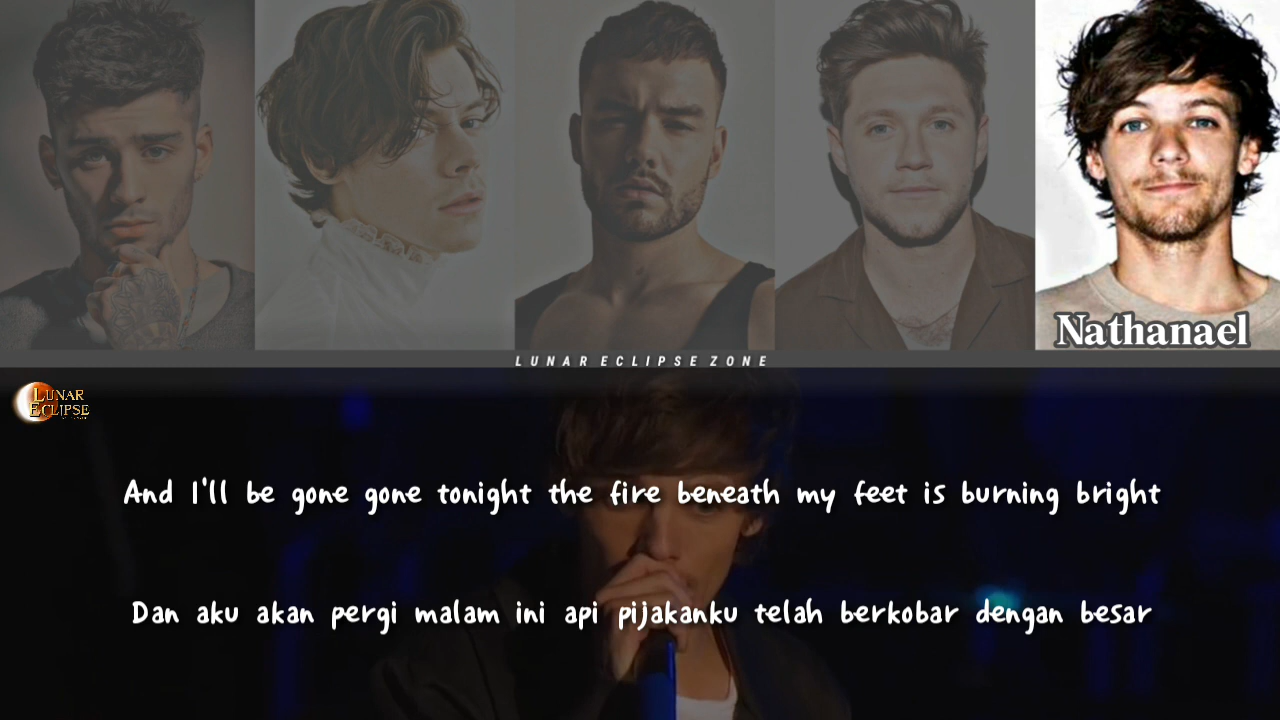 Nathanael
LUNAR ECLIPSE ZONE
LUNAR
ECLIPSE
And I'll be gone gone tonight the fire beneath my feet is burning bright
Dan aku akan pergi malam ini api pijakanku telah berkobar dengan besar